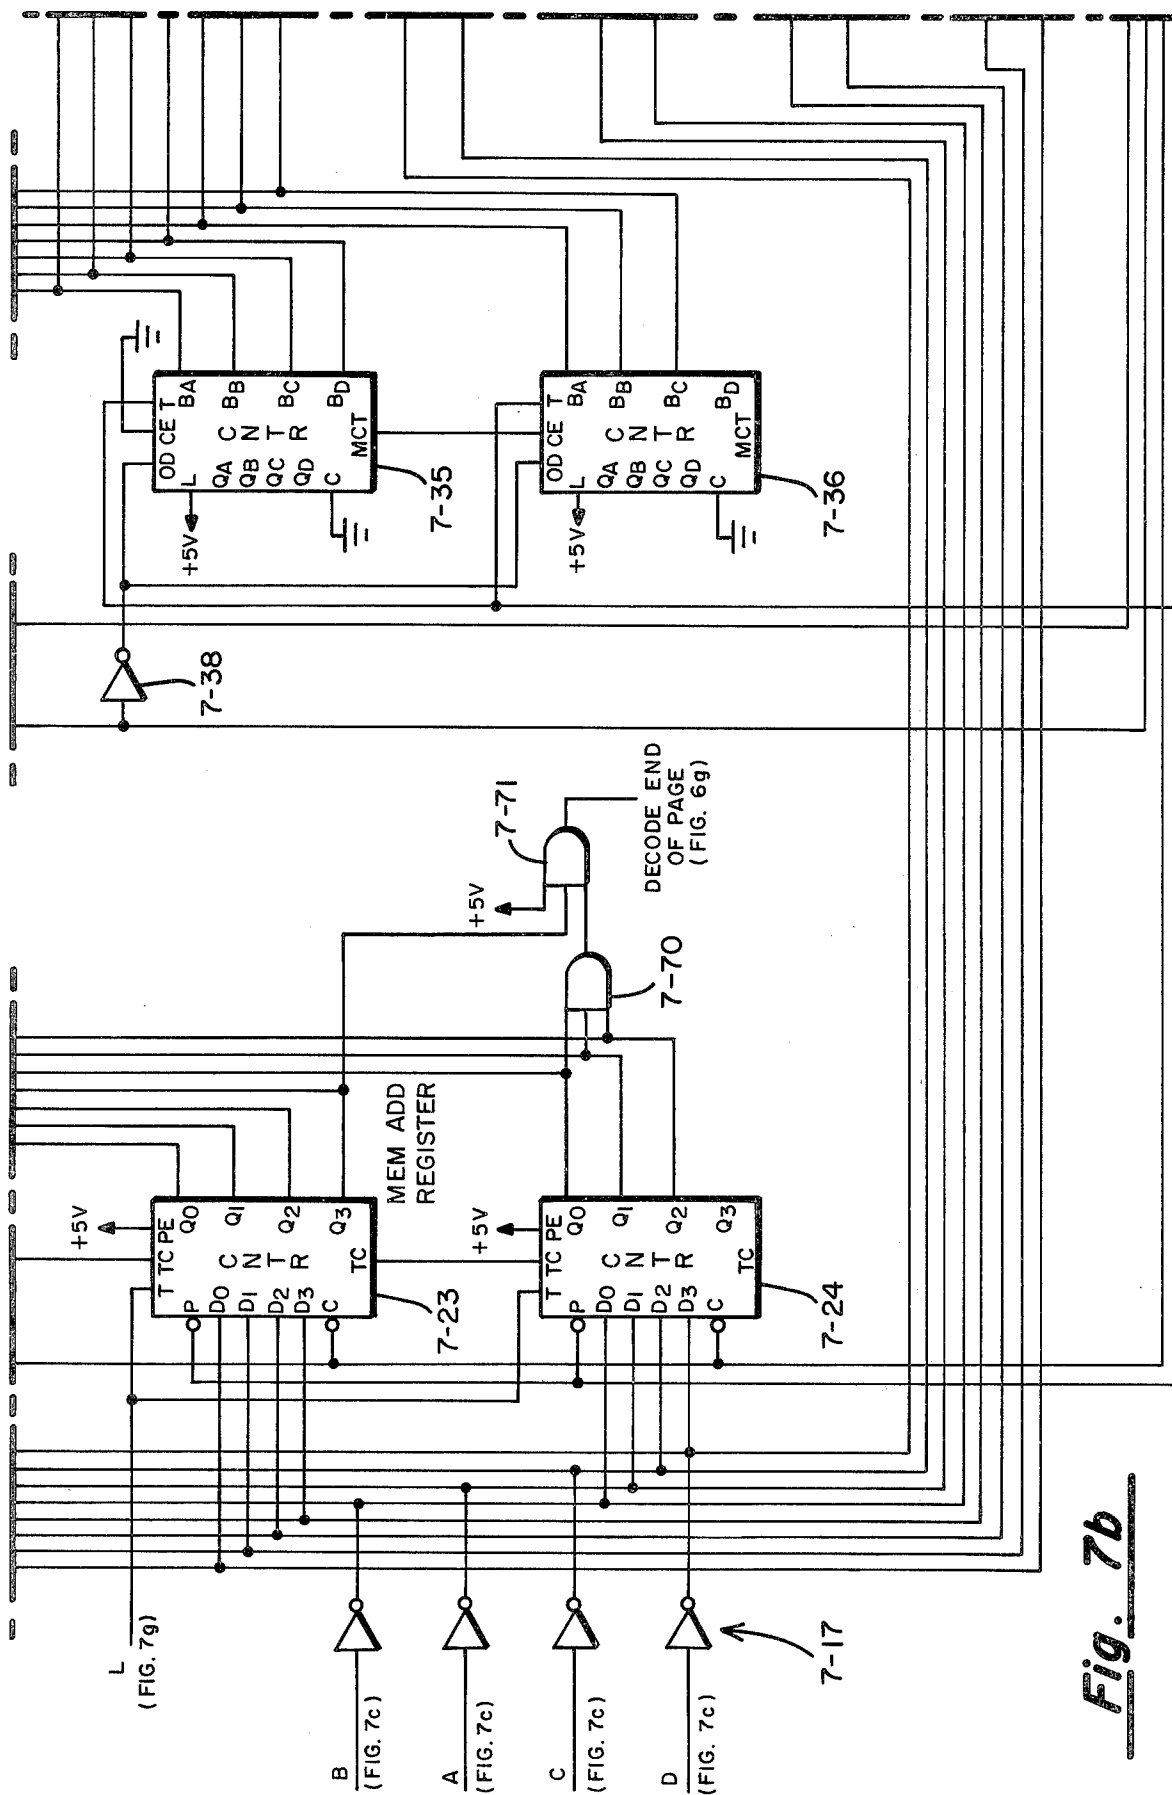 L
(FIG. 7g)
B
(FIG. 7c)
A
(FIG. 7c)
C
(FIG. 7c)
D
(FIG. 7c)
7-17
+5V
T TC PE
P
D0
D1
D2
D3
C
C
N
T
R
Q0
Q1
Q2
Q3
TC
7-23
MEM ADD
REGISTER
+5V
T TC PE
P
D0
D1
D2
D3
C
C
N
T
R
Q0
Q1
Q2
Q3
TC
7-24
7-70
+5V
7-71
DECODE END
OF PAGE
(FIG. 6g)
7-38
+5V
OD CE T
L
QA
QB
QC
QD
C
C
N
T
R
BA
BB
BC
BD
MCT
7-35
+5V
OD CE T
L
QA
QB
QC
QD
C
C
N
T
R
BA
BB
BC
BD
MCT
7-36
Fig. 7b